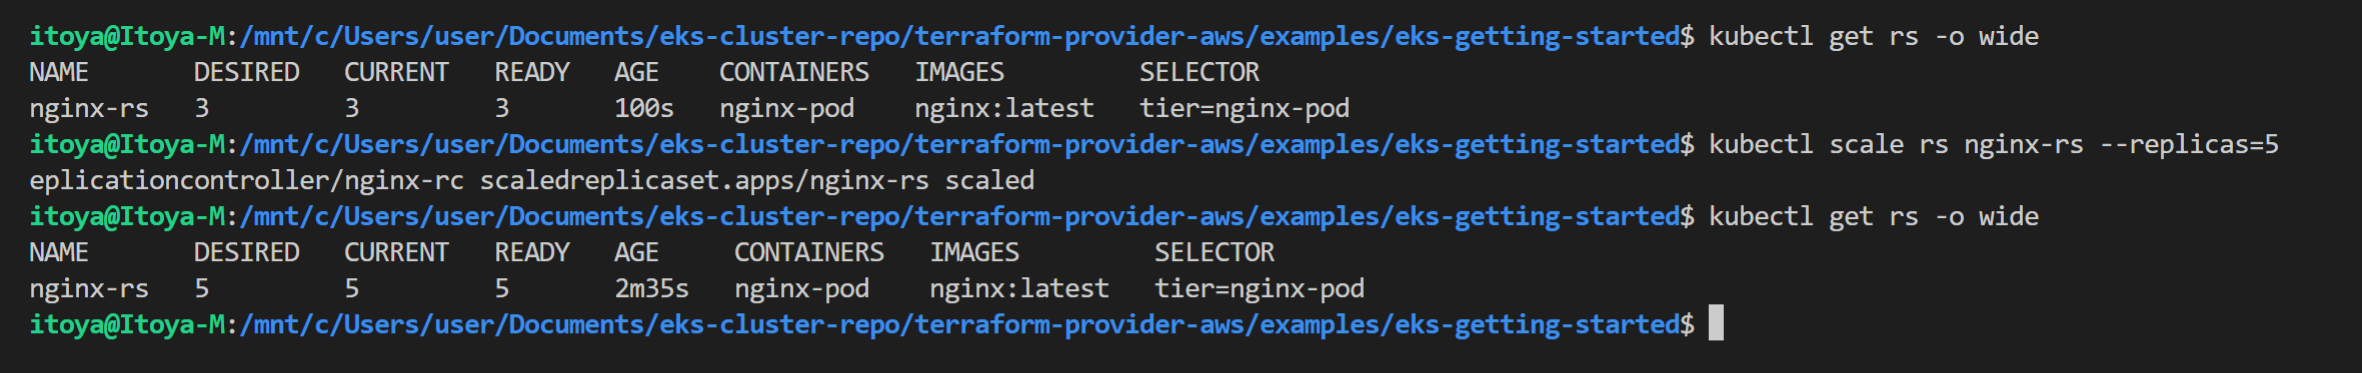 itoya@Itoya-M:/mnt/c/Users/user/Documents/eks-cluster-repo/terraform-provider-aws/examples/eks-getting-started$ kubectl get rs -o wide
NAME       DESIRED   CURRENT   READY   AGE    CONTAINERS   IMAGES         SELECTOR
nginx-rs   3         3         3       100s   nginx-pod    nginx:latest   tier=nginx-pod
itoya@Itoya-M:/mnt/c/Users/user/Documents/eks-cluster-repo/terraform-provider-aws/examples/eks-getting-started$ kubectl scale rs nginx-rs --replicas=5
eplicationcontroller/nginx-rc scaledreplicaset.apps/nginx-rs scaled
itoya@Itoya-M:/mnt/c/Users/user/Documents/eks-cluster-repo/terraform-provider-aws/examples/eks-getting-started$ kubectl get rs -o wide
NAME       DESIRED   CURRENT   READY   AGE     CONTAINERS   IMAGES         SELECTOR
nginx-rs   5         5         5       2m35s   nginx-pod    nginx:latest   tier=nginx-pod
itoya@Itoya-M:/mnt/c/Users/user/Documents/eks-cluster-repo/terraform-provider-aws/examples/eks-getting-started$